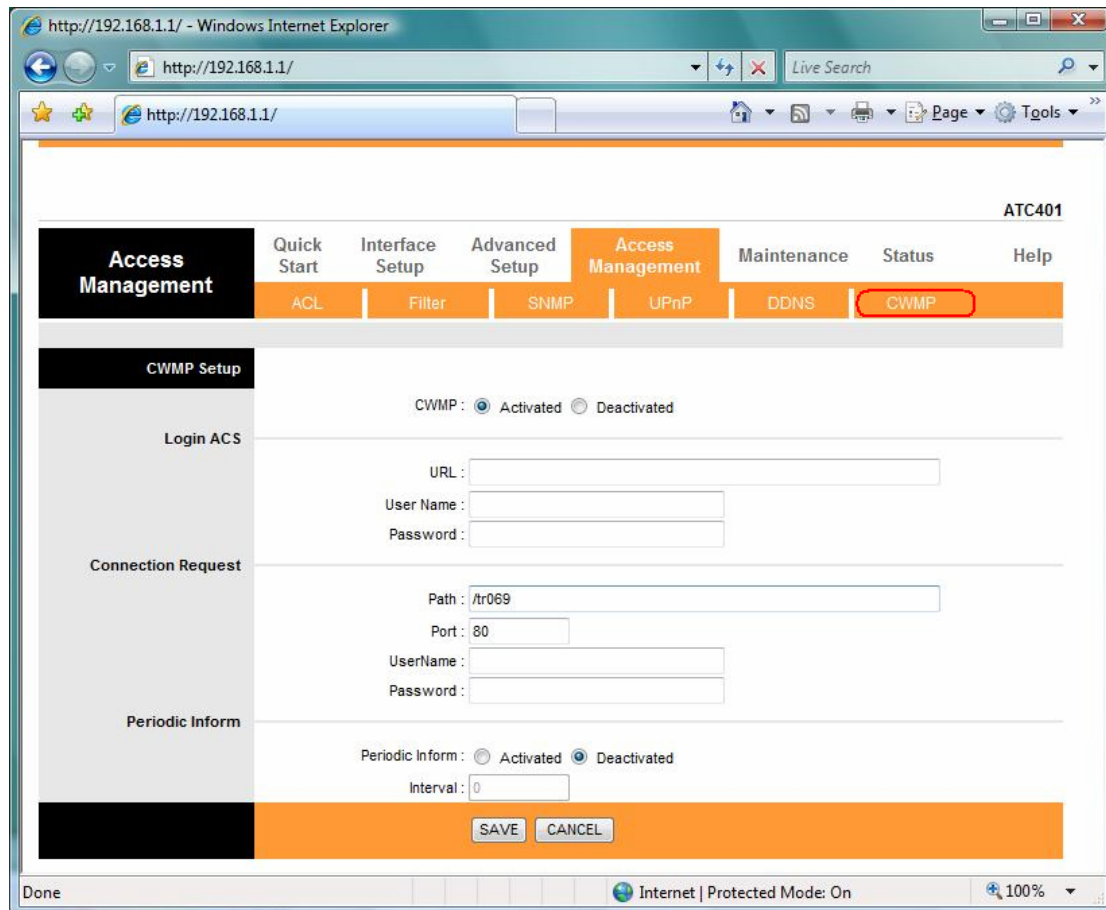 http://192.168.1.1/ - Windows Internet Explorer
http://192.168.1.1/
Live Search
http://192.168.1.1/
Page
Tools
»
ATC401
Access Management
Quick Start
Interface Setup
Advanced Setup
Access Management
Maintenance
Status
Help
ACL
Filter
SNMP
UPnP
DDNS
CWMP
CWMP Setup
CWMP : Activated Deactivated
Login ACS
URL :
User Name :
Password :
Connection Request
Path : /tr069
Port : 80
UserName :
Password :
Periodic Inform
Periodic Inform : Activated Deactivated
Interval : 0
SAVE CANCEL
Done
Internet | Protected Mode: On
100%